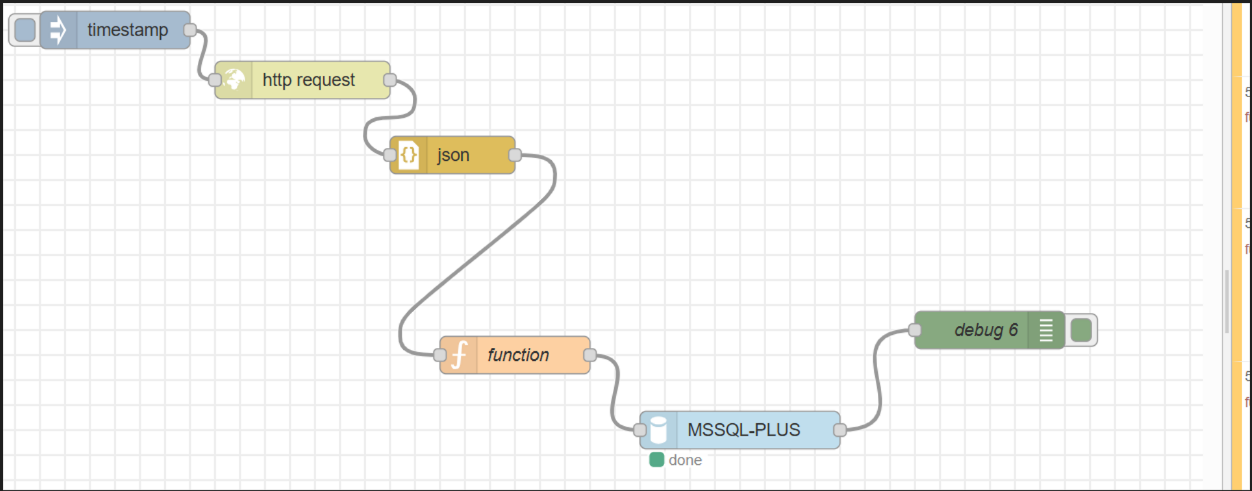 timestamp
http request
{} json
function
debug 6
MSSQL-PLUS
done